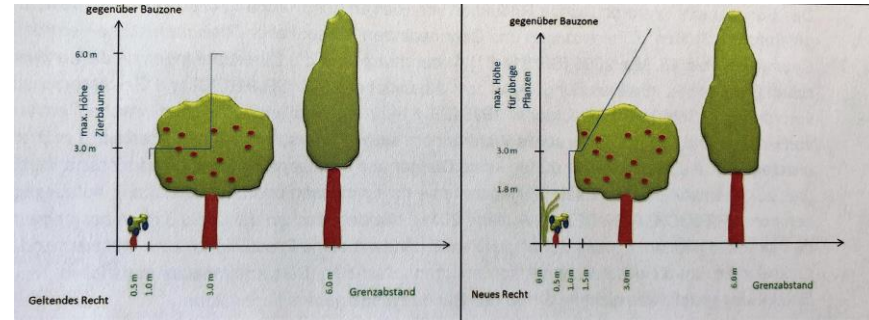 gegenüber Bauzone
6.0 m
max. Höhe
Zierbäume
3.0 m
0.5 m
1.0 m
3.0 m
6.0 m
Grenzabstand
Geltendes Recht
gegenüber Bauzone
max. Höhe
für übrige
Pflanzen
3.0 m
1.8 m
0 m
0.5 m
1.0 m
1.5 m
3.0 m
6.0 m
Grenzabstand
Neues Recht